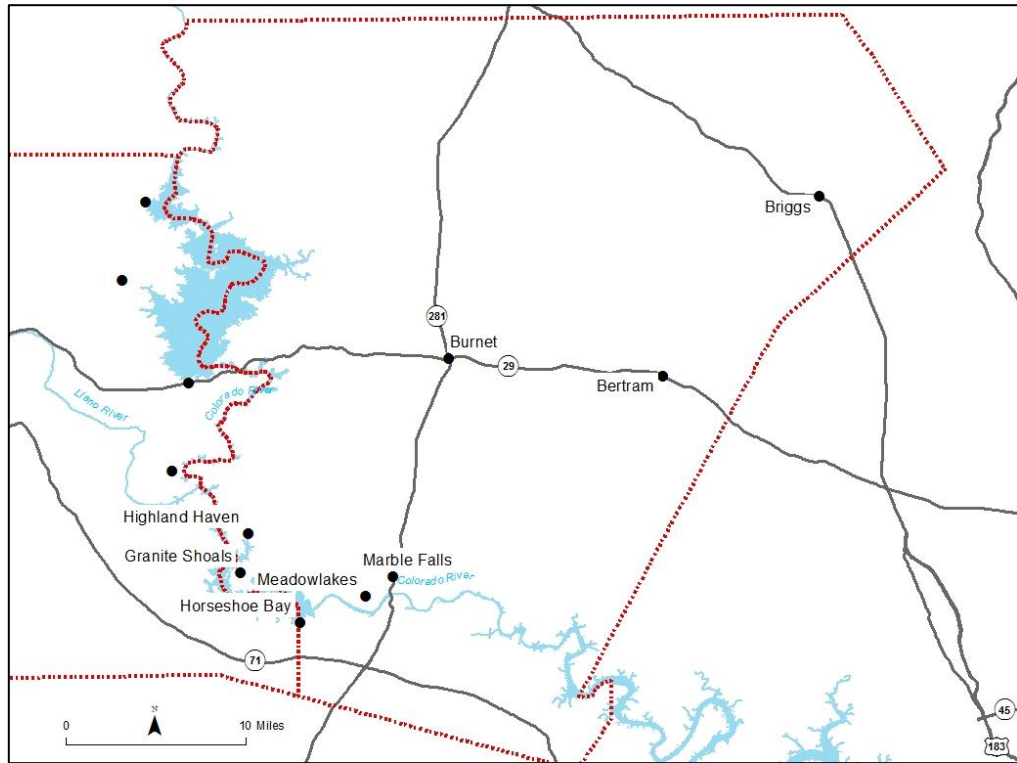 Briggs
281
Burnet
29
Bertram
Colorado River
Llano River
Highland Haven
Granite Shoals
Marble Falls
Meadowlakes
Colorado River
Horseshoe Bay
71
N
0 10 Miles
45
183